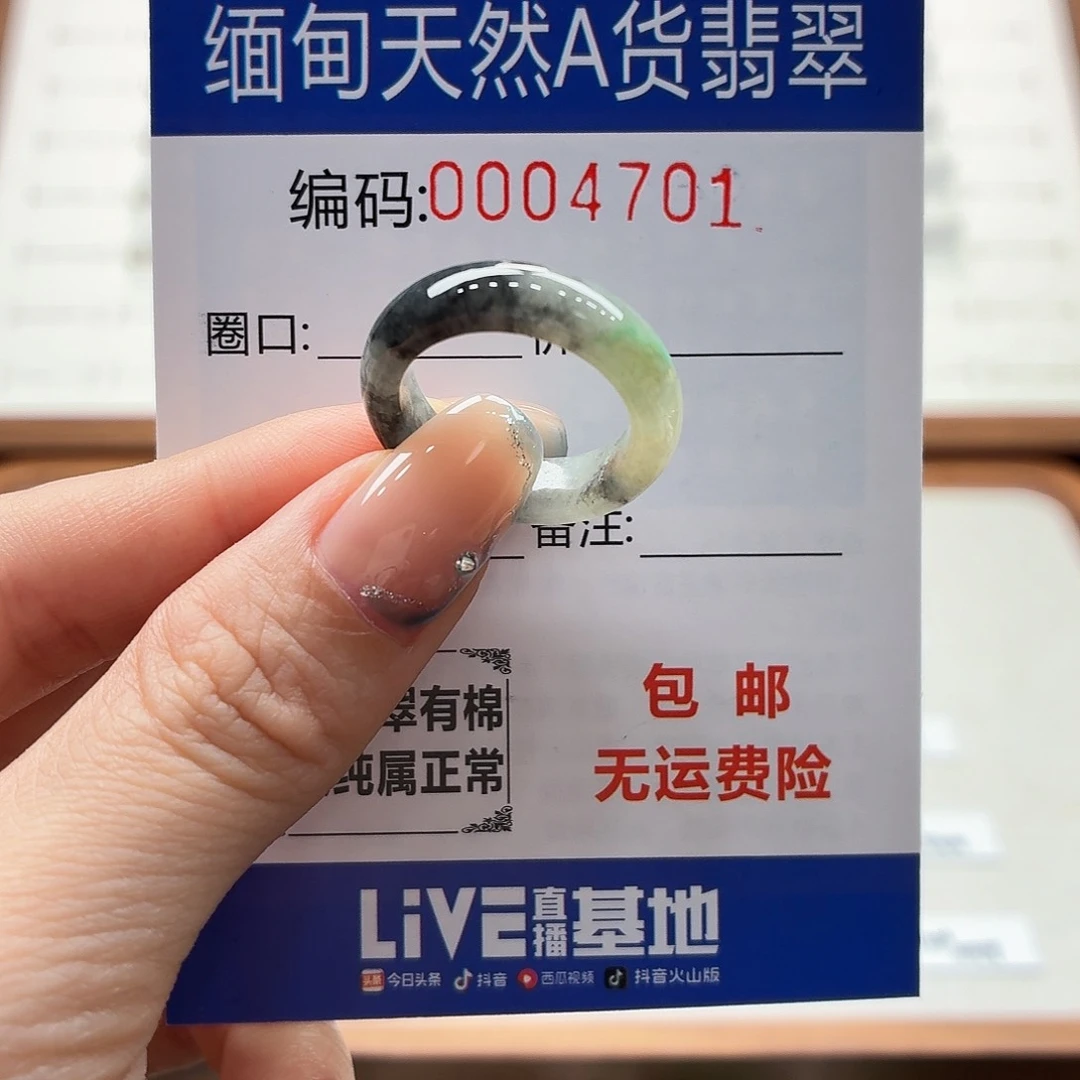 缅甸天然A货翡翠
编码:0004701
圈口:
备注:
翠有棉
纯属正常
包邮
无运费险
LiVE直播基地
今日头条 抖音 西瓜视频 抖音火山版